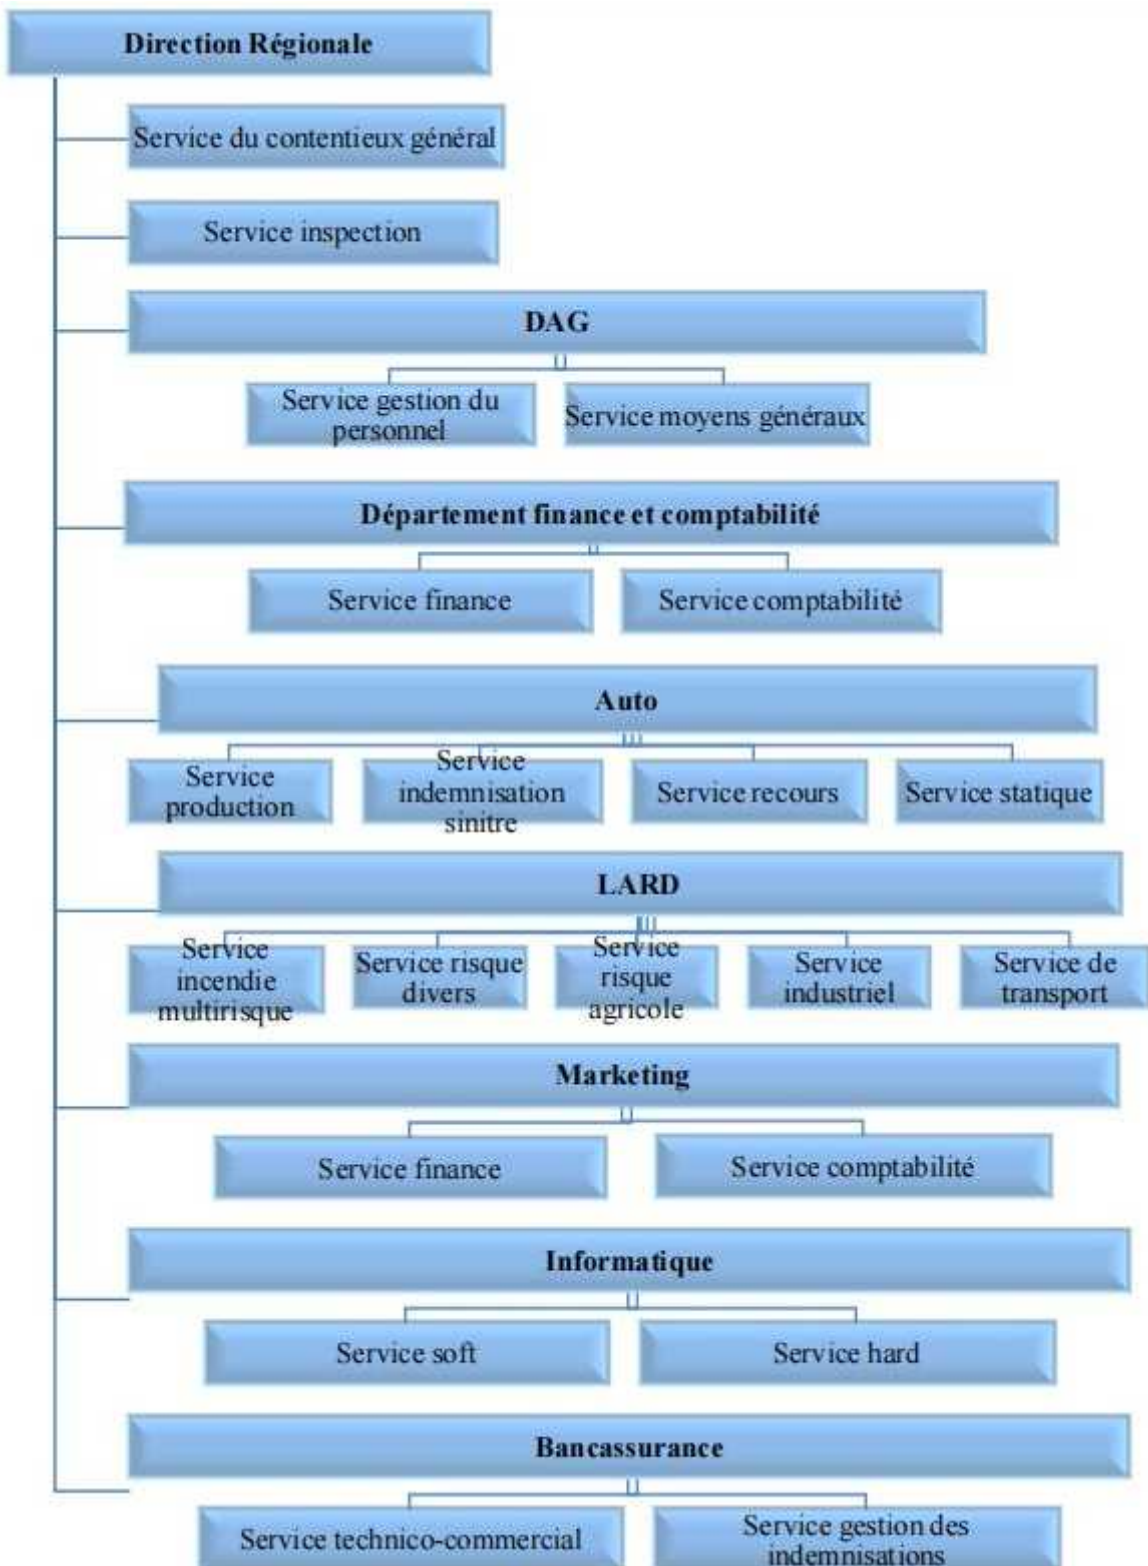 Direction Régionale
Service du contentieux général
Service inspection
DAG
Service gestion du
personnel
Service moyens généraux
Département finance et comptabilité
Service finance
Service comptabilité
Auto
Service
production
Service
indemnisation
sinitre
Service recours
Service statique
LARD
Service
incendie
multirisque
Service risque
divers
Service
risque
agricole
Service
industriel
Service de
transport
Marketing
Service finance
Service comptabilité
Informatique
Service soft
Service hard
Bancassurance
Service technico-commercial
Service gestion des
indemnisations